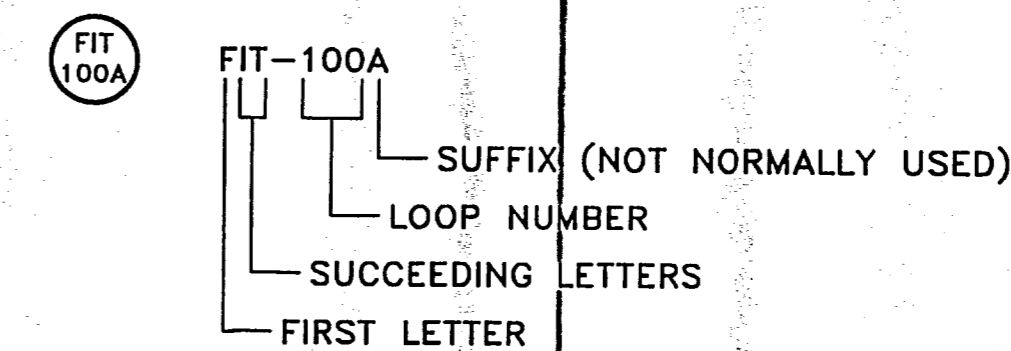 FIT
100A
FIT-100A
SUFFIX (NOT NORMALLY USED)
LOOP NUMBER
SUCCEEDING LETTERS
FIRST LETTER